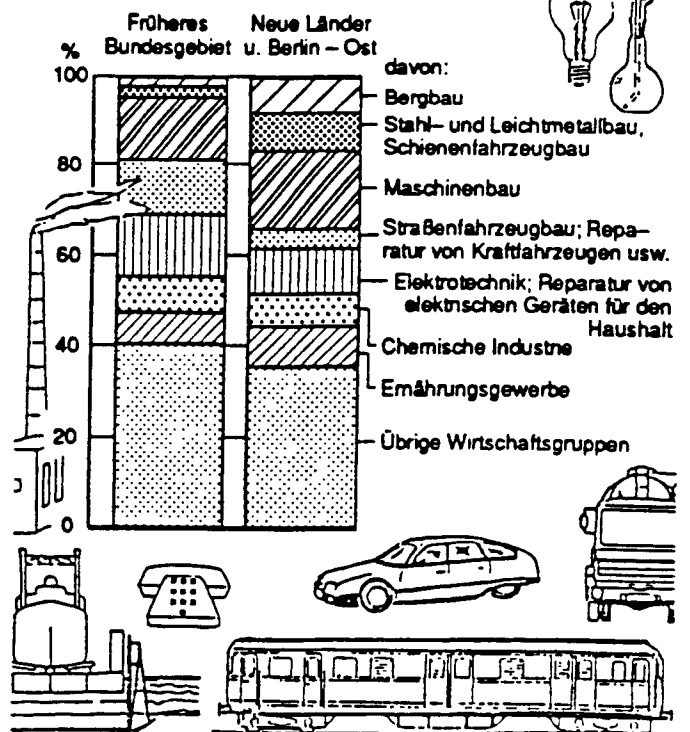 Früheres Bundesgebiet
Neue Länder u. Berlin – Ost
%
100
80
60
40
20
0
davon:
Bergbau
Stahl– und Leichtmetallbau,
Schienenfahrzeugbau
Maschinenbau
Straßenfahrzeugbau; Repa–
ratur von Kraftfahrzeugen usw.
Elektrotechnik; Reparatur von
elektrischen Geräten für den
Haushalt
Chemische Industrie
Ernährungsgewerbe
Übrige Wirtschaftsgruppen